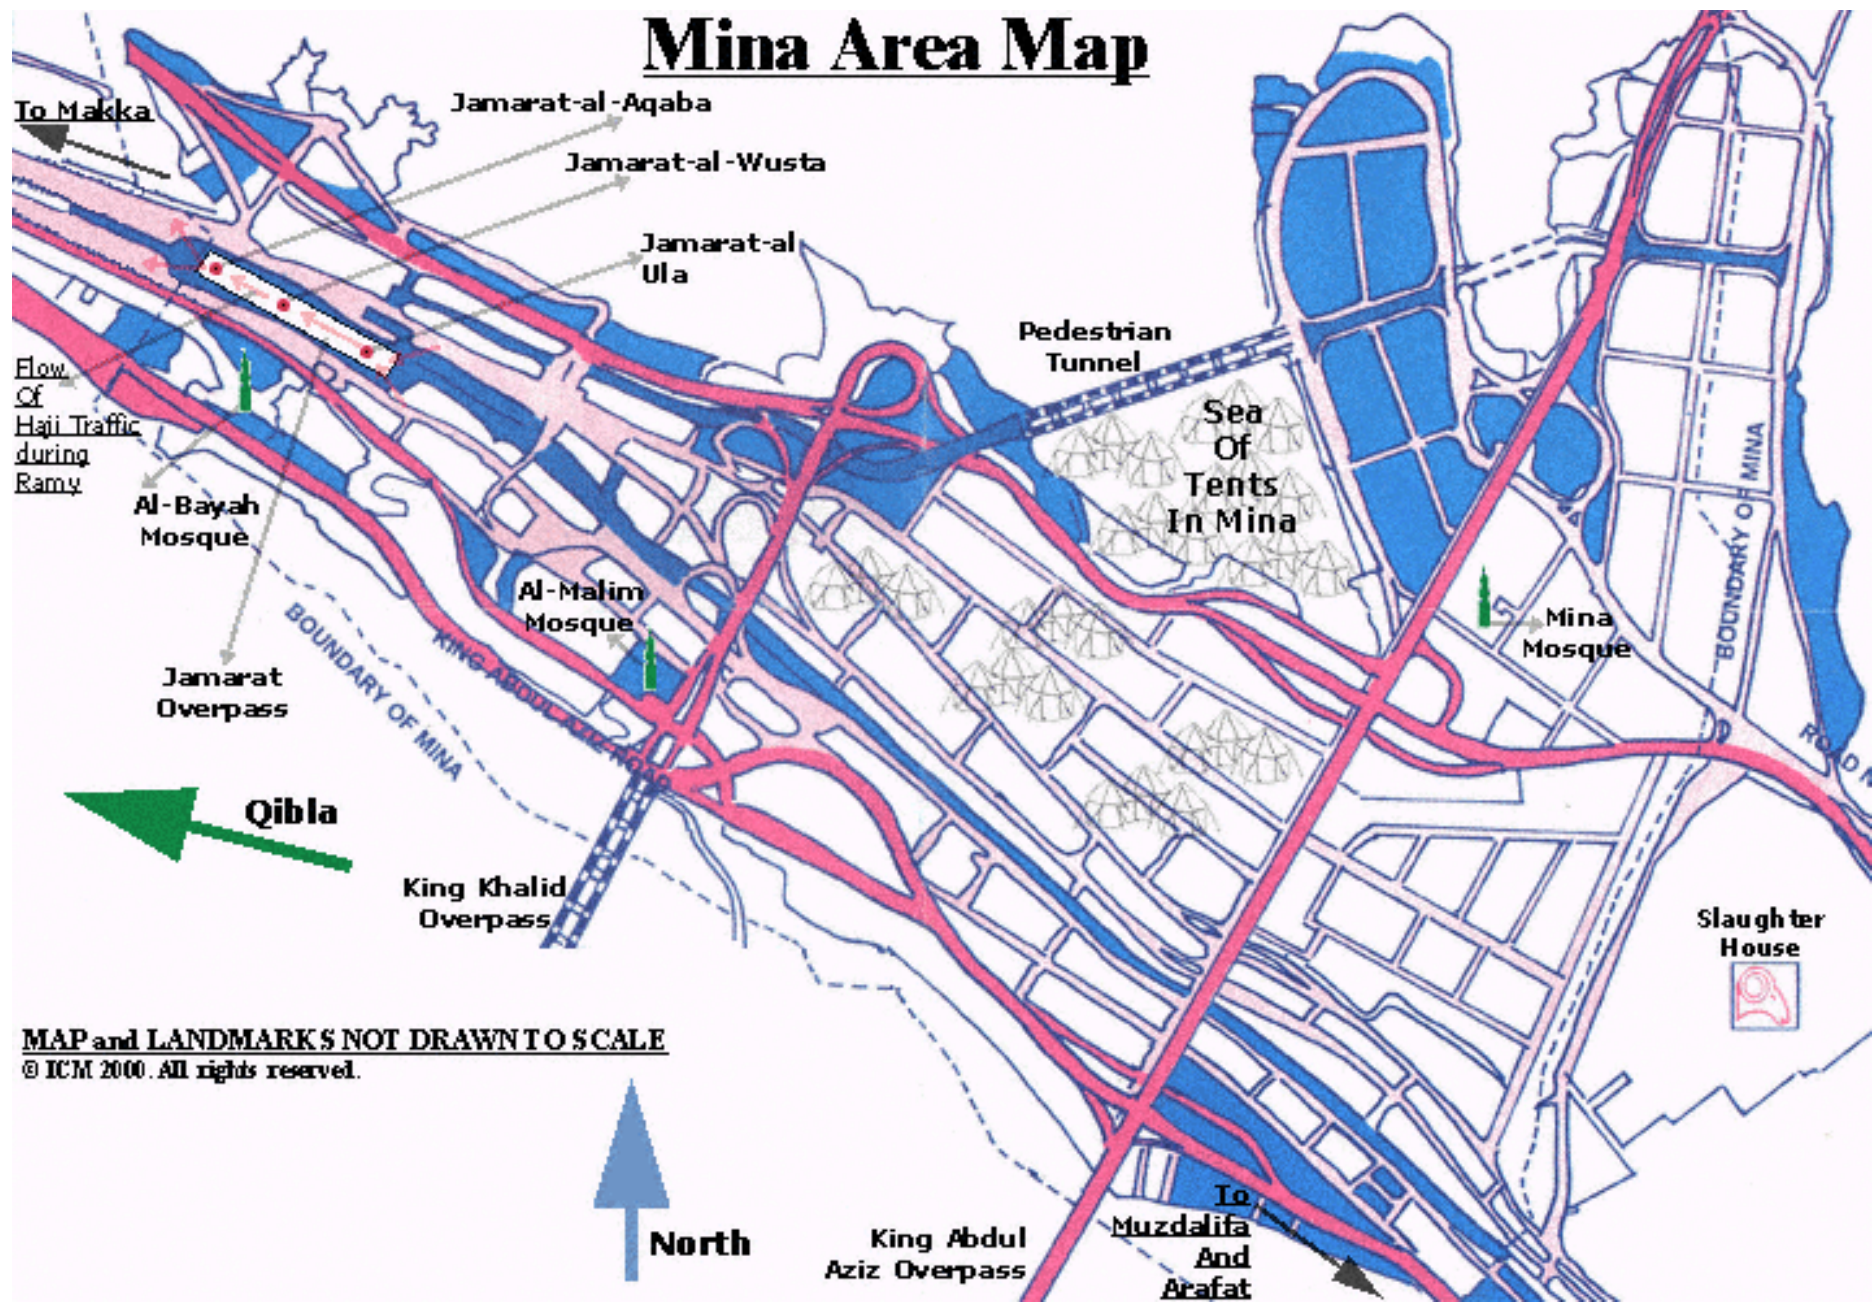 Mina Area Map
To Makka
Jamarat-al-Aqaba
Jamarat-al-Wusta
Jamarat-al
Ula
Pedestrian
Tunnel
Sea
Of
Tents
In Mina
Flow
Of
Hajj Traffic
during
Ramy
Al-Bayah
Mosque
Al-Malim
Mosque
Mina
Mosque
BOUNDARY OF MINA
BOUNDARY OF MINA
KING ABDUL AZIZ ROAD
Jamarat
Overpass
ROAD
Qibla
King Khalid
Overpass
Slaughter
House
MAP and LANDMARKS NOT DRAWN TO SCALE
© ICM 2000. All rights reserved.
North
King Abdul
Aziz Overpass
To
Muzdalifa
And
Arafat